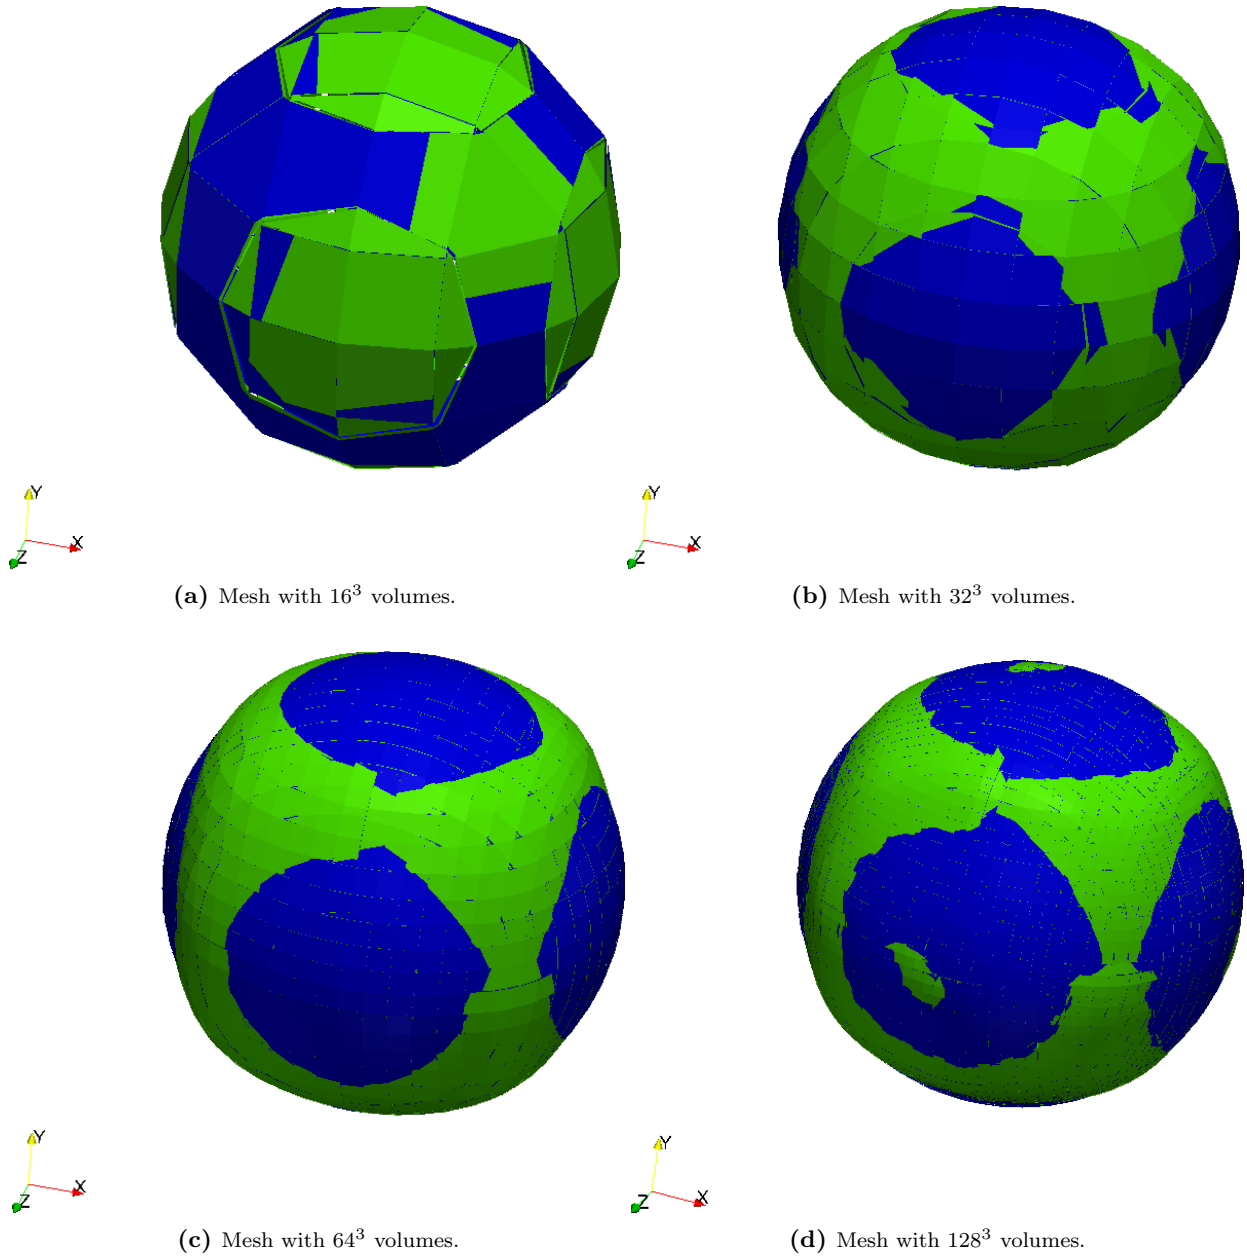 Y
X
Z
Y
X
Z
(a) Mesh with 16³ volumes.
(b) Mesh with 32³ volumes.
Y
X
Z
Y
X
Z
(c) Mesh with 64³ volumes.
(d) Mesh with 128³ volumes.